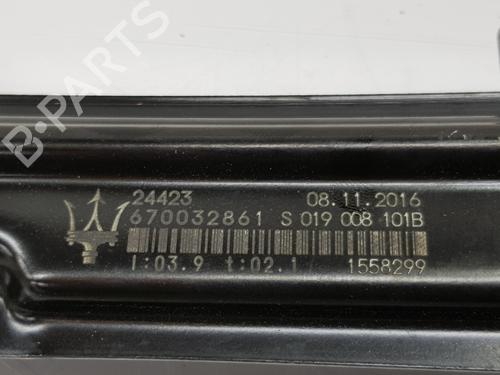 B-PARTS
24423 08.11.2016
670032861 S 019 008 101B
I:03.9 t:02.1 1558299